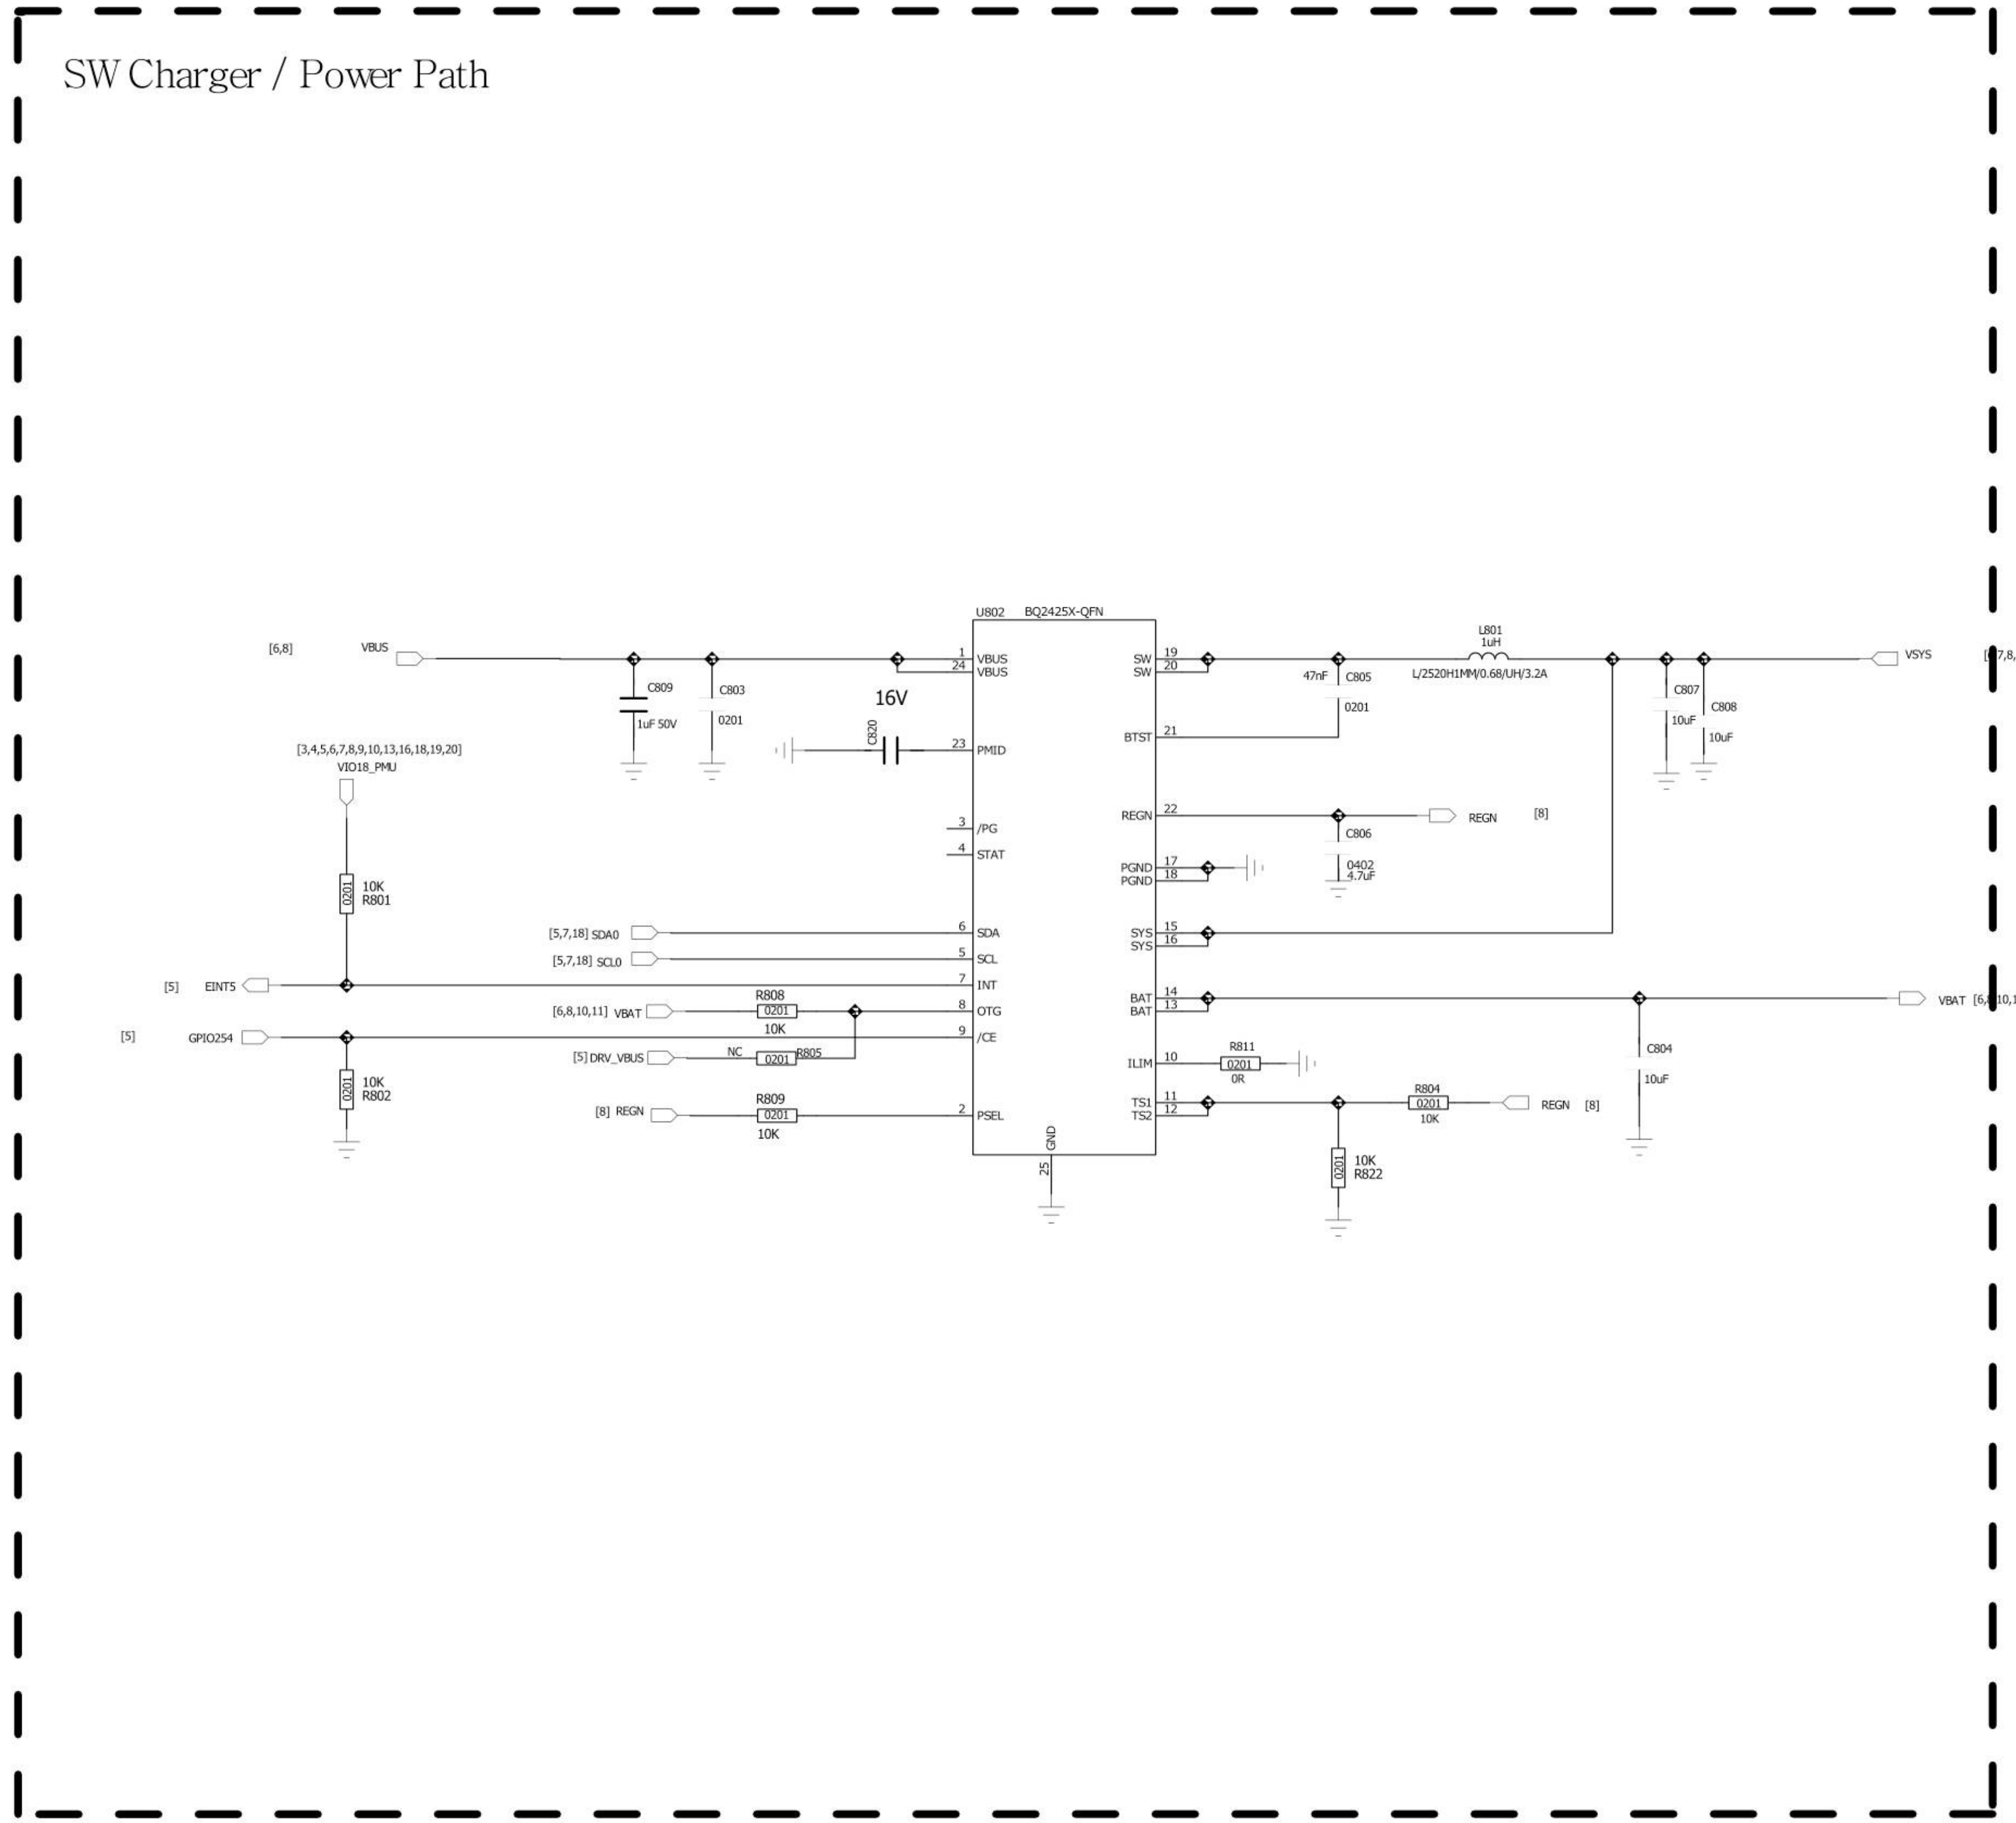 SW Charger / Power Path
U802 BQ2425X-QFN
[6,8] VBUS
C809
1uF 50V
C803
0201
16V
C820
1 VBUS
24 VBUS
23 PMID
3 /PG
4 STAT
6 SDA
5 SCL
7 INT
8 OTG
9 /CE
2 PSEL
25 GND
SW 19
SW 20
BTST 21
REGN 22
PGND 17
PGND 18
SYS 15
SYS 16
BAT 14
BAT 13
ILIM 10
TS1 11
TS2 12
[3,4,5,6,7,8,9,10,13,16,18,19,20]
VIO18_PMU
0201
10K
R801
[5,7,18] SDA0
[5,7,18] SCL0
[5] EINT5
[6,8,10,11] VBAT
R808
0201
10K
[5] GPIO254
[5] DRV_VBUS
NC
0201
R805
0201
10K
R802
[8] REGN
R809
0201
10K
L801
1uH
L/2520H1MM/0.68/UH/3.2A
47nF C805
0201
VSYS
C807
10uF
C808
10uF
REGN [8]
C806
0402
4.7uF
VBAT
C804
10uF
R811
0201
0R
R804
0201
10K
REGN [8]
0201
10K
R822